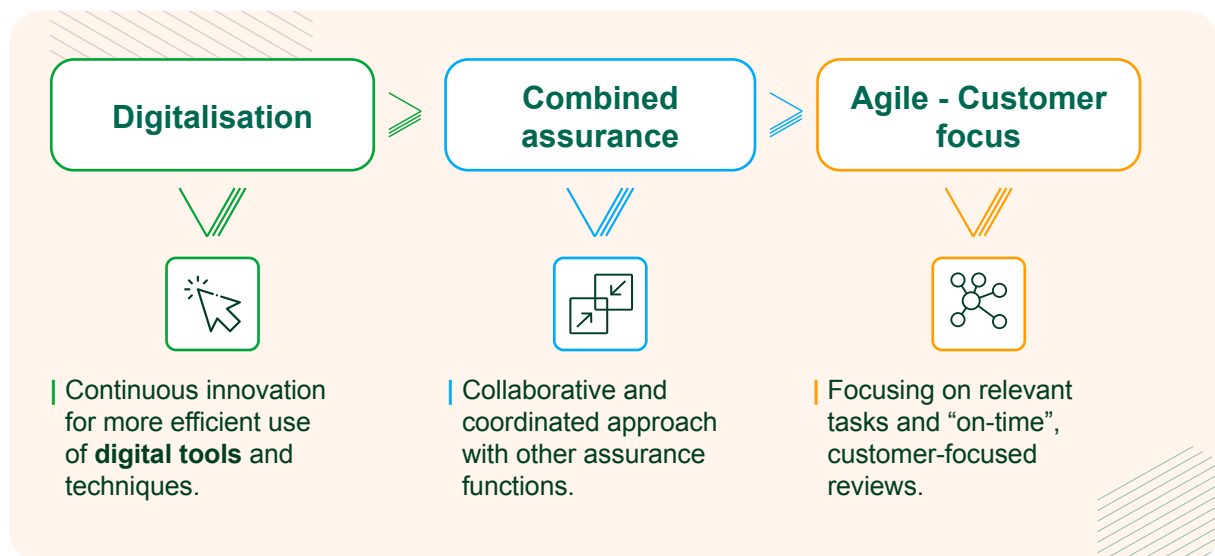 Digitalisation
Combined
assurance
Agile - Customer
focus
| Continuous innovation
for more efficient use
of digital tools and
techniques.
| Collaborative and
coordinated approach
with other assurance
functions.
| Focusing on relevant
tasks and “on-time”,
customer-focused
reviews.